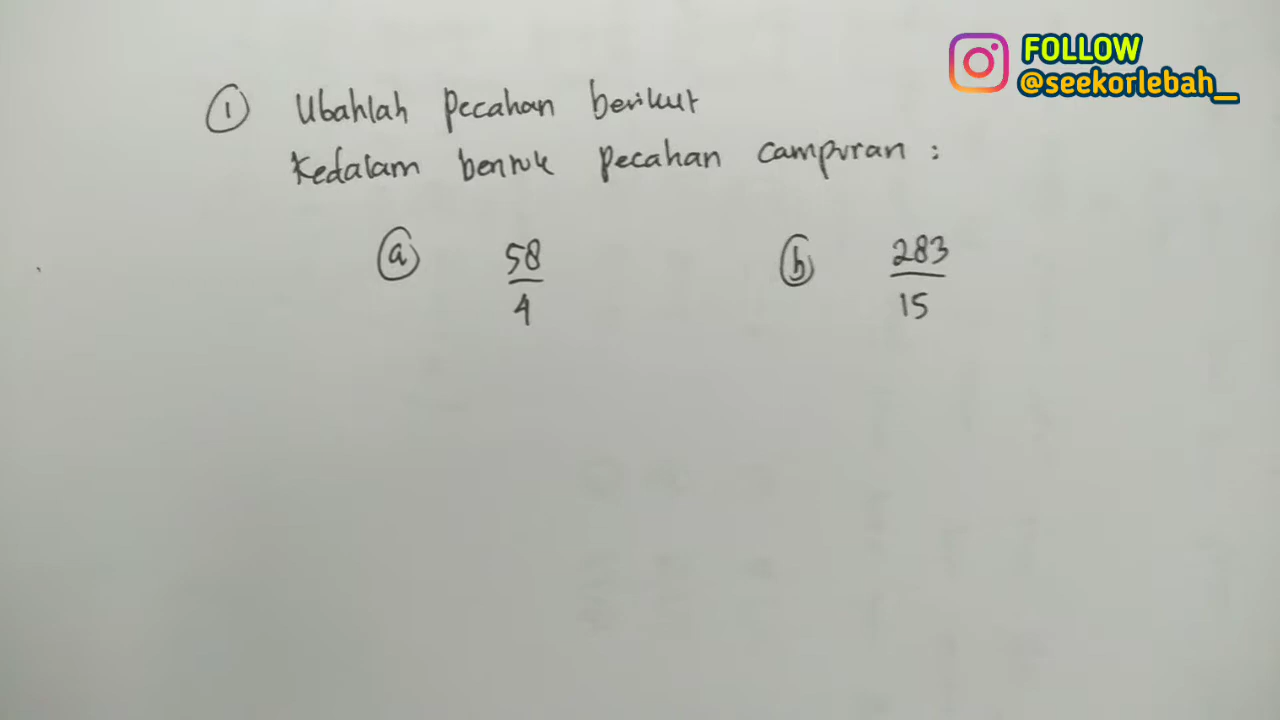 FOLLOW
@seekorlebah_
① Ubahlah pecahan berikut
kedalam bentuk pecahan campuran :
ⓐ 58/4 ⓑ 283/15